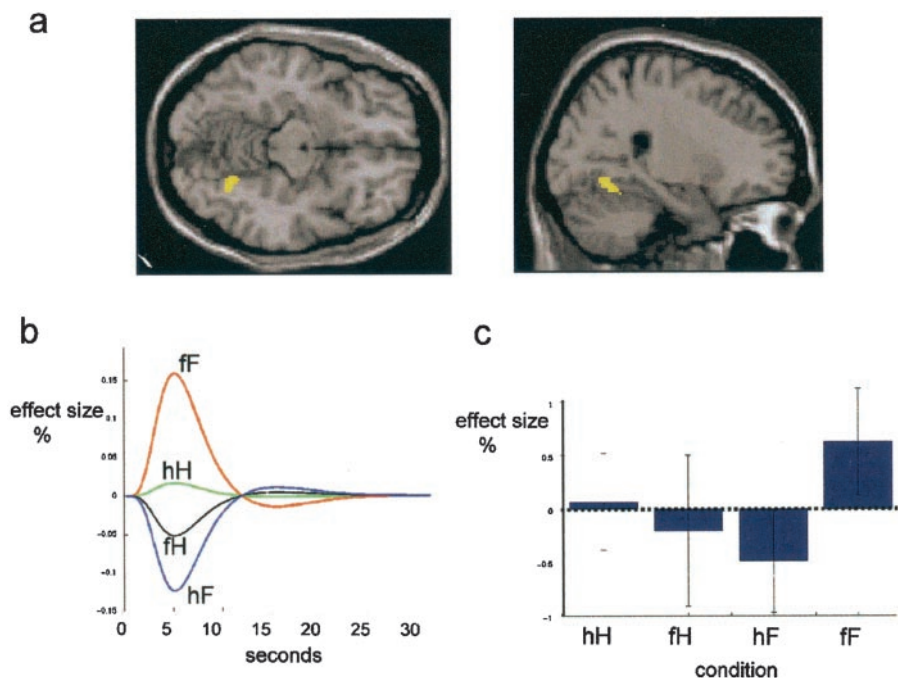 a
b
effect size
%
0.15
0.1
0.05
0
-0.05
-0.1
-0.15
fF
hH
fH
hF
0 5 10 15 20 25 30
seconds
c
effect size
%
1
0.5
0
-0.5
-1
hH fH hF fF
condition